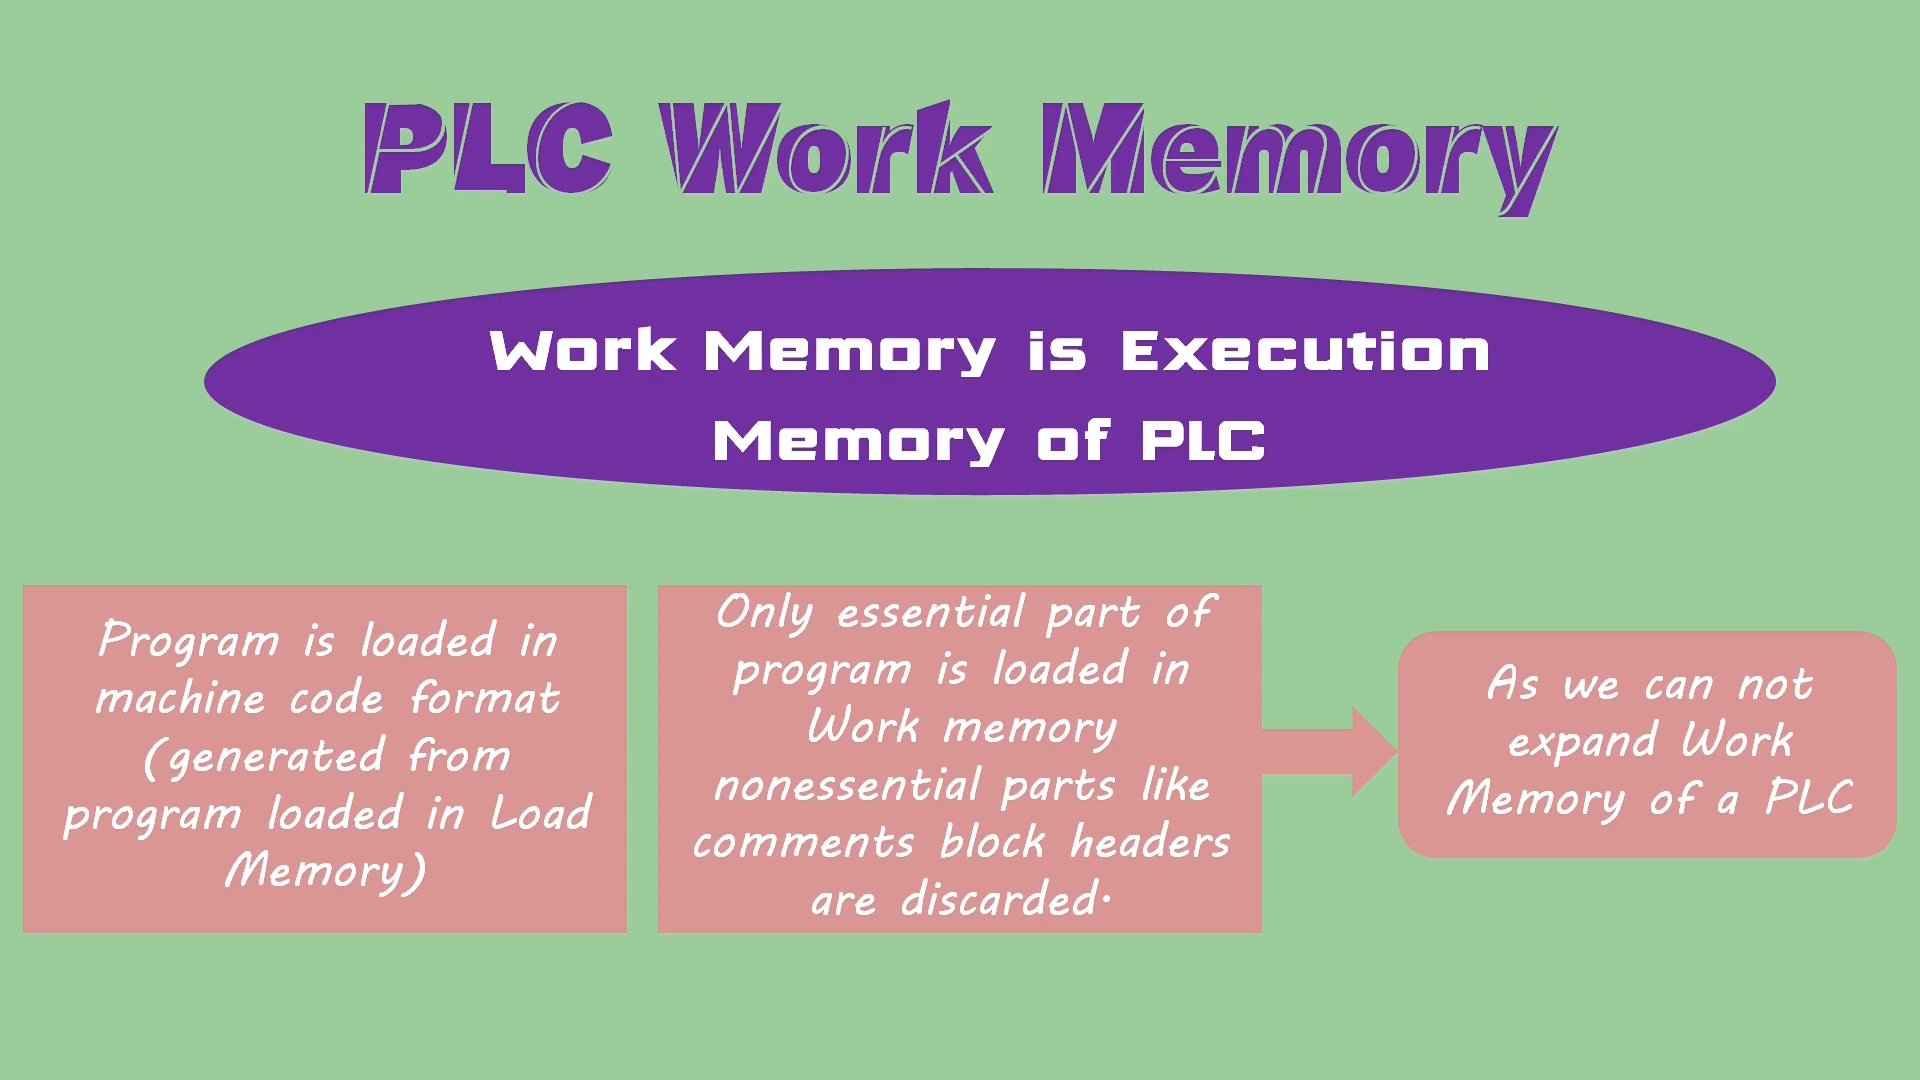 PLC Work Memory
Work Memory is Execution
Memory of PLC
Program is loaded in
machine code format
(generated from
program loaded in Load
Memory)
Only essential part of
program is loaded in
Work memory
nonessential parts like
comments block headers
are discarded.
As we can not
expand Work
Memory of a PLC